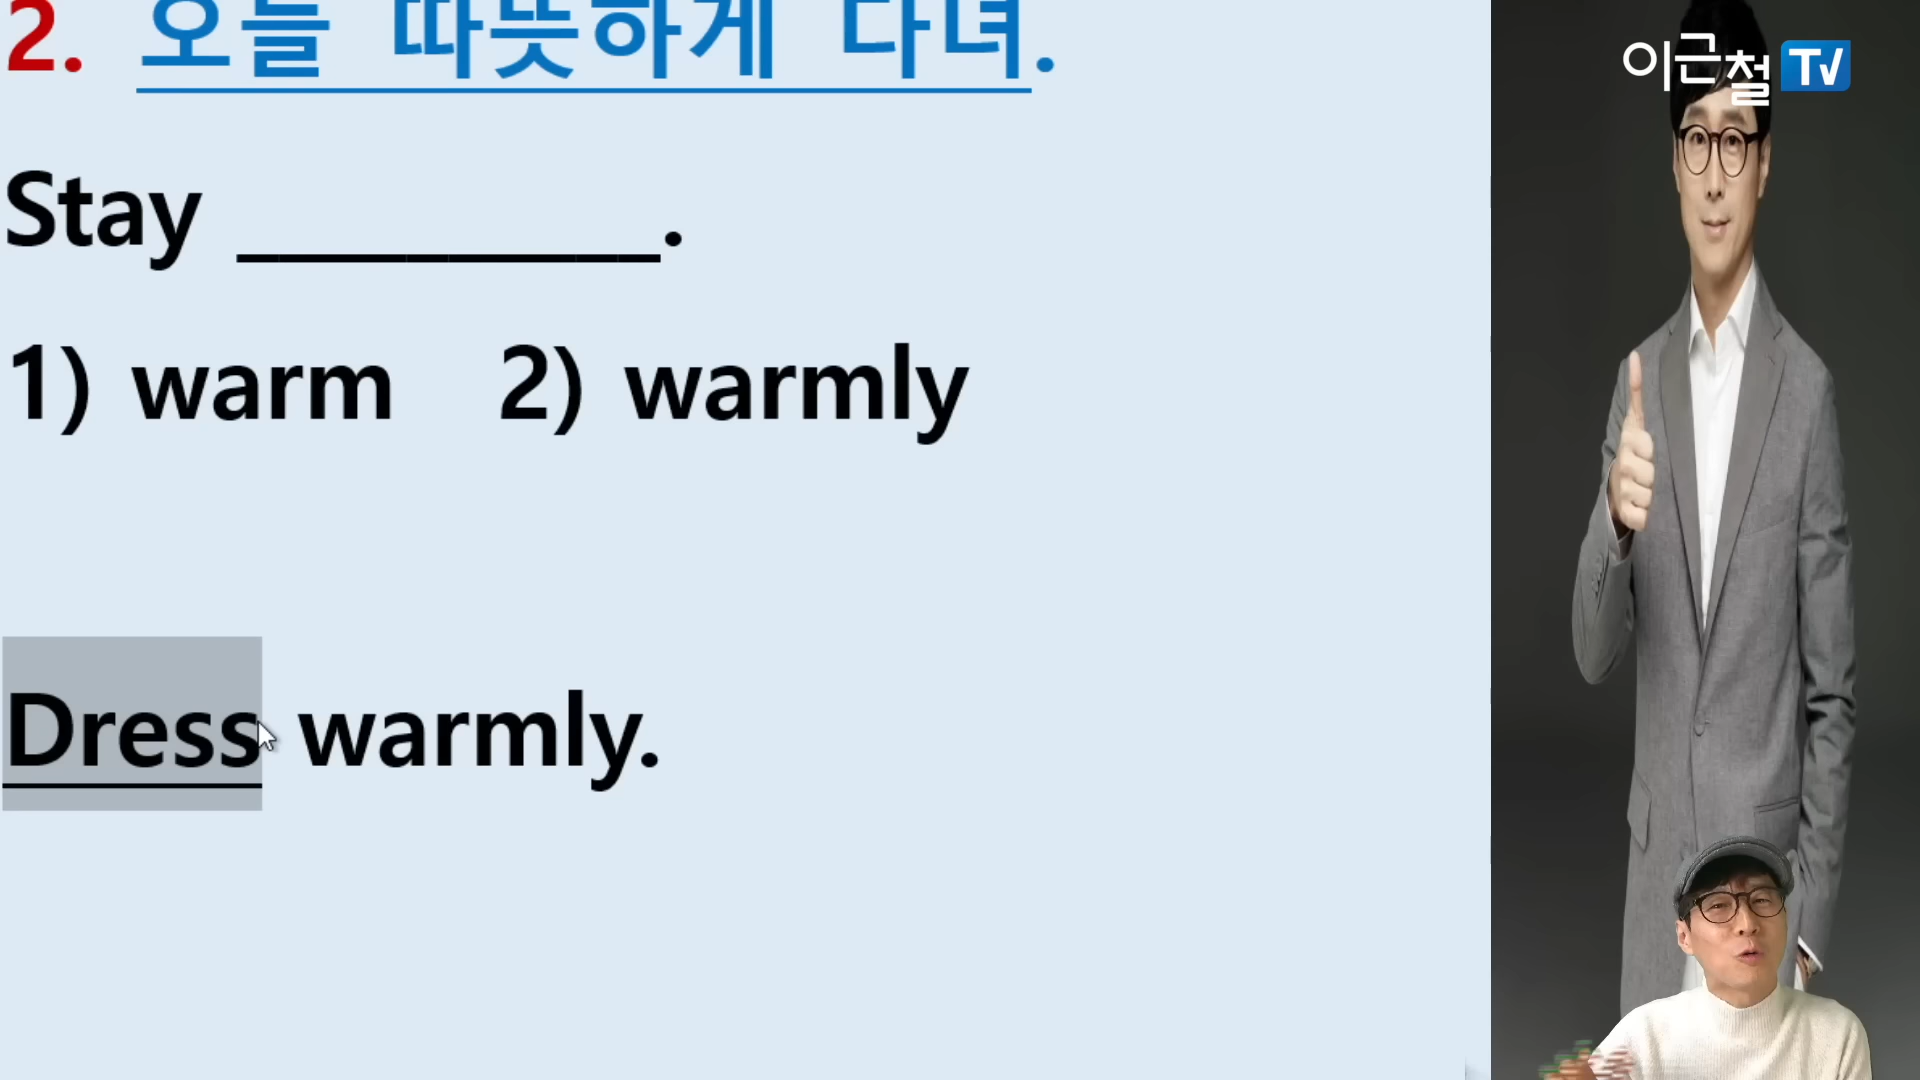 2. 오늘 따뜻하게 다녀.
이근철 TV
Stay __________.
1) warm 2) warmly
Dress warmly.